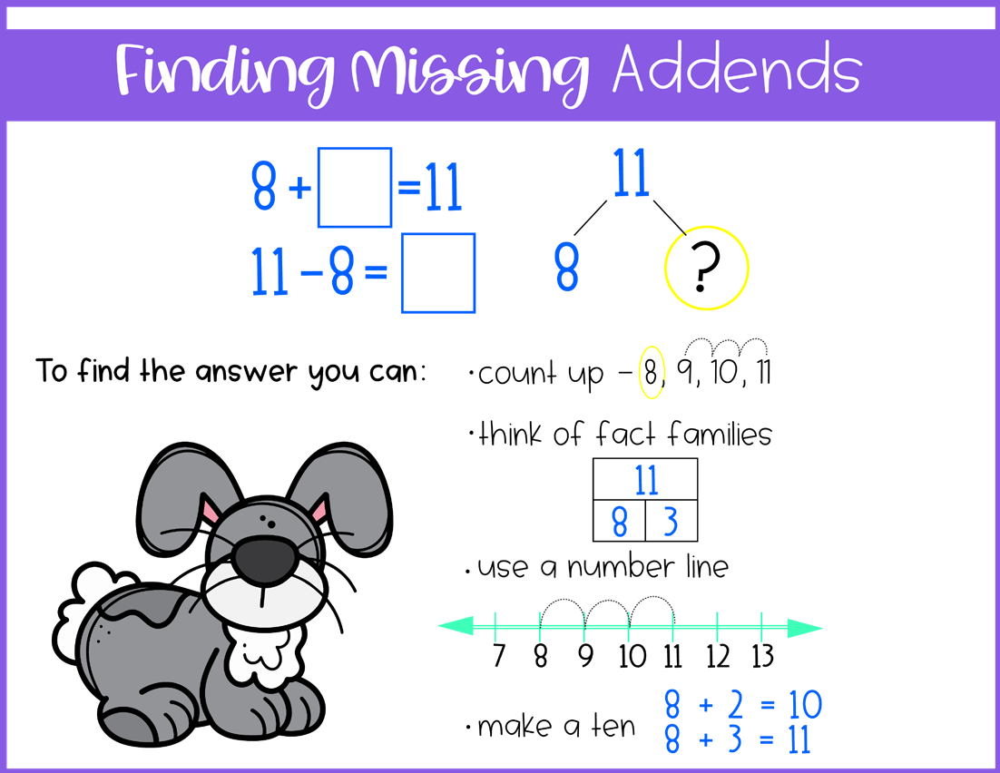 Finding Missing Addends
8 + =11
11-8=
11
8 ?
To find the answer you can:
·count up - 8, 9, 10, 11
·think of fact families
11
8 3
·use a number line
7 8 9 10 11 12 13
·make a ten
8 + 2 = 10
8 + 3 = 11